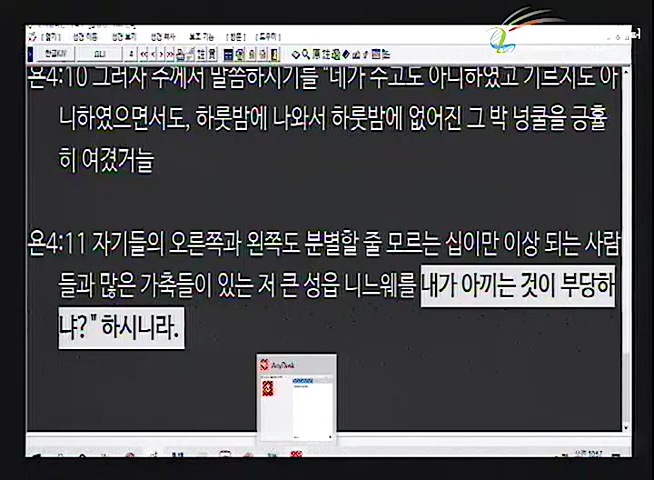 욘4:10 그러자 주께서 말씀하시기를 "네가 수고도 아니하였고 기르지도 아
니하였으면서도, 하룻밤에 나와서 하룻밤에 없어진 그 박 넝쿨을 긍휼
히 여겼거늘
욘4:11 자기들의 오른쪽과 왼쪽도 분별할 줄 모르는 십이만 이상 되는 사람
들과 많은 가축들이 있는 저 큰 성읍 니느웨를 내가 아끼는 것이 부당하
냐?" 하시니라.
AnyDesk